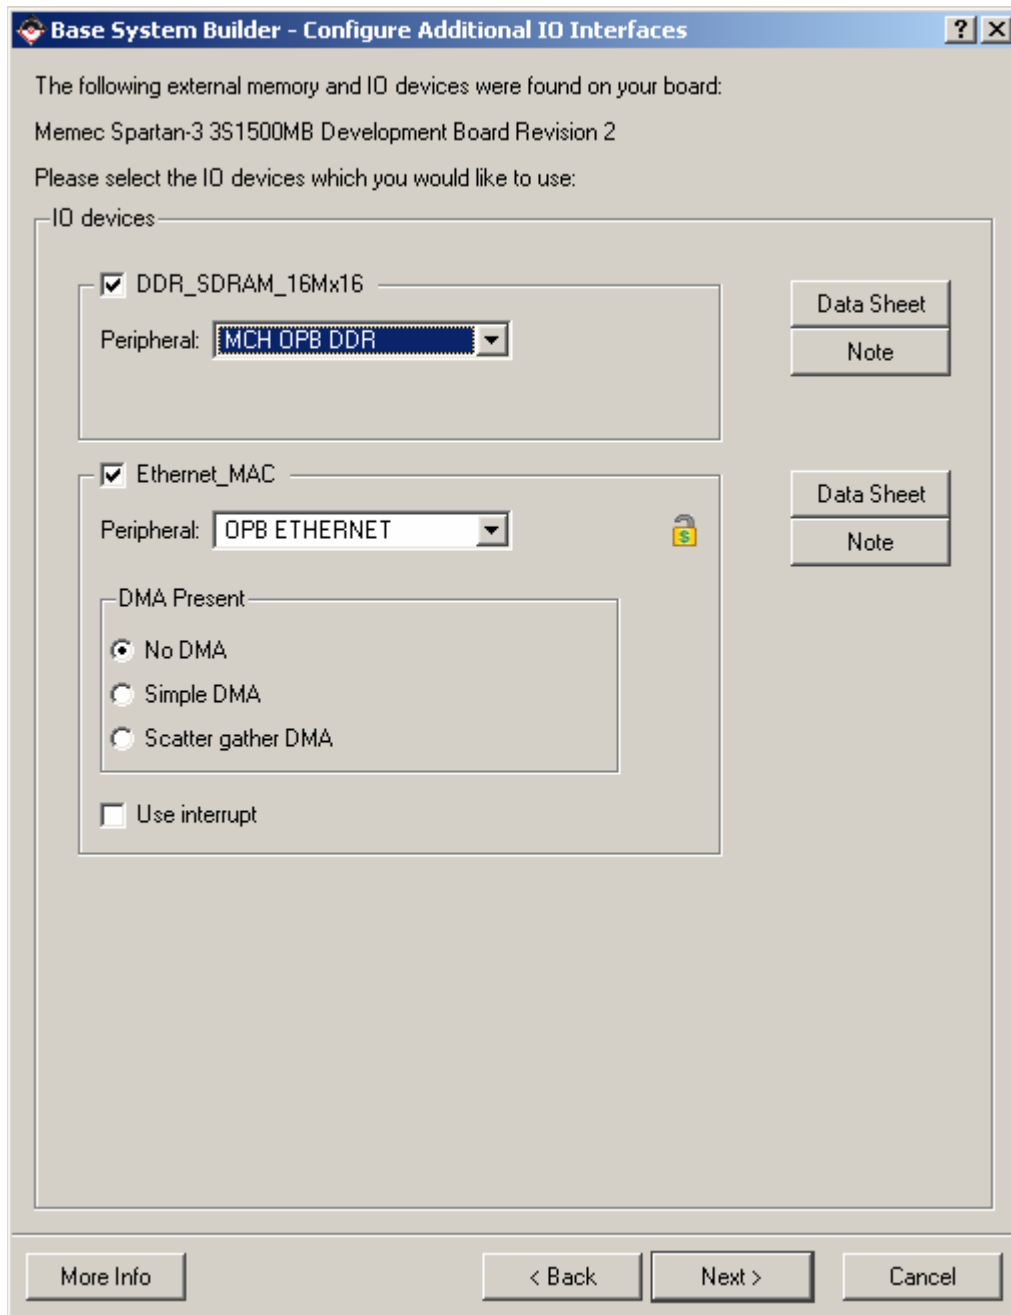 Base System Builder - Configure Additional IO Interfaces
The following external memory and IO devices were found on your board:
Memec Spartan-3 3S1500MB Development Board Revision 2
Please select the IO devices which you would like to use:
IO devices
DDR_SDRAM_16Mx16
Peripheral: MCH OPB DDR
Data Sheet
Note
Ethernet_MAC
Peripheral: OPB ETHERNET
$
Data Sheet
Note
DMA Present
No DMA
Simple DMA
Scatter gather DMA
Use interrupt
More Info < Back Next > Cancel